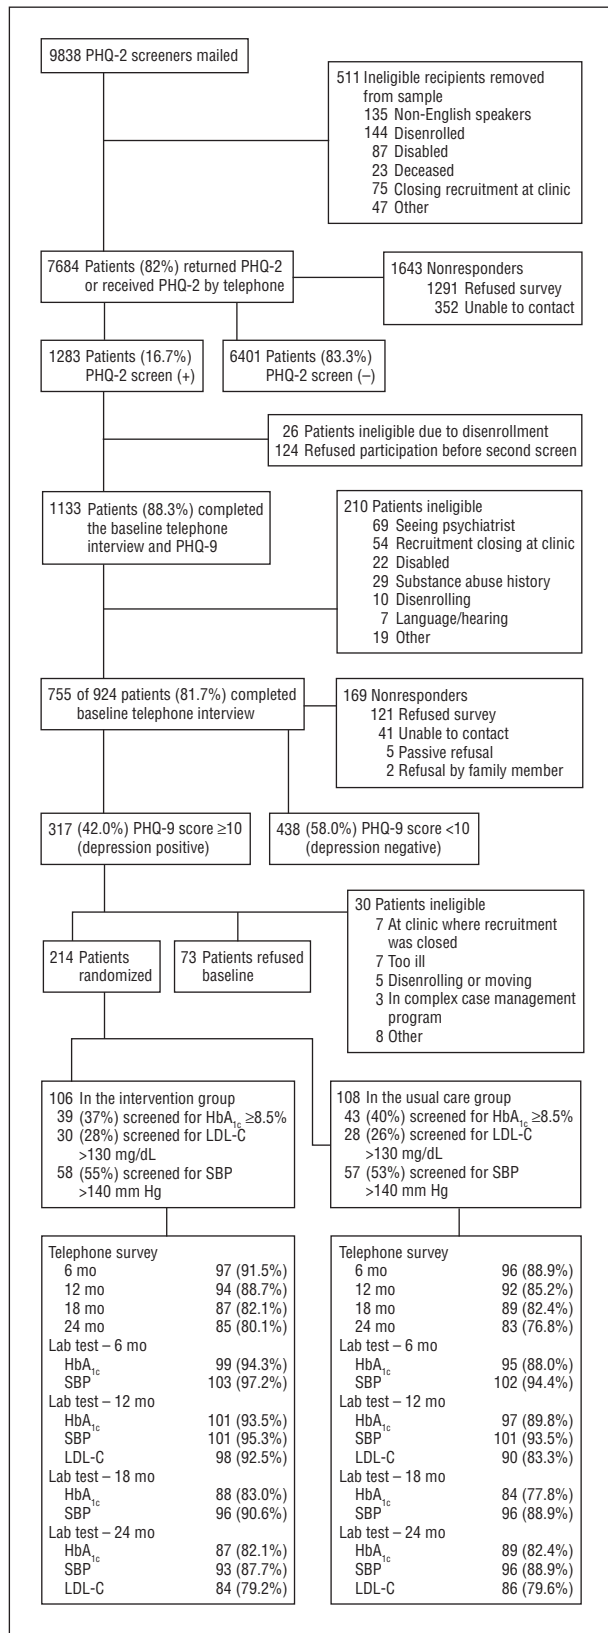 9838 PHQ-2 screeners mailed
511 Ineligible recipients removed
from sample
135 Non-English speakers
144 Disenrolled
87 Disabled
23 Deceased
75 Closing recruitment at clinic
47 Other
7684 Patients (82%) returned PHQ-2
or received PHQ-2 by telephone
1643 Nonresponders
1291 Refused survey
352 Unable to contact
1283 Patients (16.7%)
PHQ-2 screen (+)
6401 Patients (83.3%)
PHQ-2 screen (–)
26 Patients ineligible due to disenrollment
124 Refused participation before second screen
1133 Patients (88.3%) completed
the baseline telephone
interview and PHQ-9
210 Patients ineligible
69 Seeing psychiatrist
54 Recruitment closing at clinic
22 Disabled
29 Substance abuse history
10 Disenrolling
7 Language/hearing
19 Other
755 of 924 patients (81.7%) completed
baseline telephone interview
169 Nonresponders
121 Refused survey
41 Unable to contact
5 Passive refusal
2 Refusal by family member
317 (42.0%) PHQ-9 score ≥10
(depression positive)
438 (58.0%) PHQ-9 score <10
(depression negative)
30 Patients ineligible
7 At clinic where recruitment
was closed
7 Too ill
5 Disenrolling or moving
3 In complex case management
program
8 Other
214 Patients
randomized
73 Patients refused
baseline
106 In the intervention group
39 (37%) screened for HbA1c ≥8.5%
30 (28%) screened for LDL-C
>130 mg/dL
58 (55%) screened for SBP
>140 mm Hg
108 In the usual care group
43 (40%) screened for HbA1c ≥8.5%
28 (26%) screened for LDL-C
>130 mg/dL
57 (53%) screened for SBP
>140 mm Hg
Telephone survey
6 mo 97 (91.5%)
12 mo 94 (88.7%)
18 mo 87 (82.1%)
24 mo 85 (80.1%)
Lab test – 6 mo
HbA1c 99 (94.3%)
SBP 103 (97.2%)
Lab test – 12 mo
HbA1c 101 (93.5%)
SBP 101 (95.3%)
LDL-C 98 (92.5%)
Lab test – 18 mo
HbA1c 88 (83.0%)
SBP 96 (90.6%)
Lab test – 24 mo
HbA1c 87 (82.1%)
SBP 93 (87.7%)
LDL-C 84 (79.2%)
Telephone survey
6 mo 96 (88.9%)
12 mo 92 (85.2%)
18 mo 89 (82.4%)
24 mo 83 (76.8%)
Lab test – 6 mo
HbA1c 95 (88.0%)
SBP 102 (94.4%)
Lab test – 12 mo
HbA1c 97 (89.8%)
SBP 101 (93.5%)
LDL-C 90 (83.3%)
Lab test – 18 mo
HbA1c 84 (77.8%)
SBP 96 (88.9%)
Lab test – 24 mo
HbA1c 89 (82.4%)
SBP 96 (88.9%)
LDL-C 86 (79.6%)